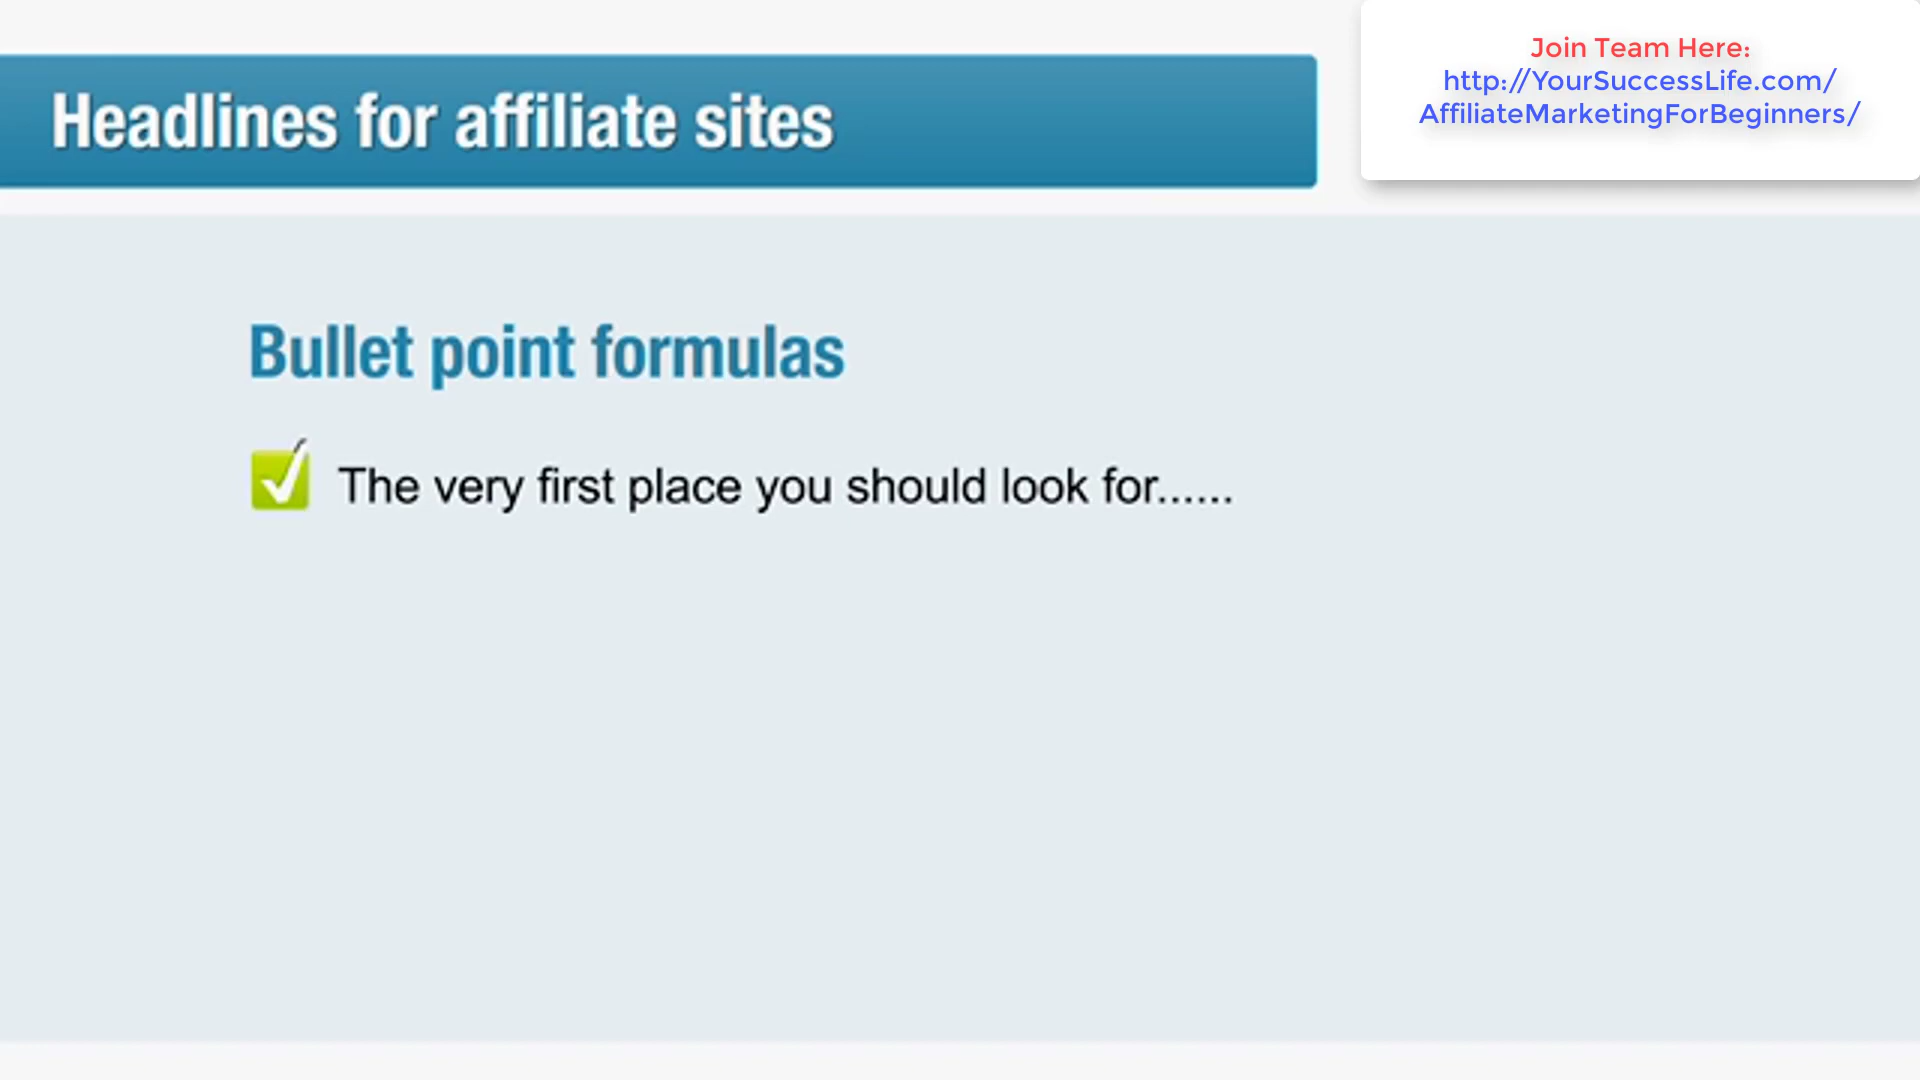 Headlines for affiliate sites
Join Team Here:
http://YourSuccessLife.com/
AffiliateMarketingForBeginners/
Bullet point formulas
The very first place you should look for......